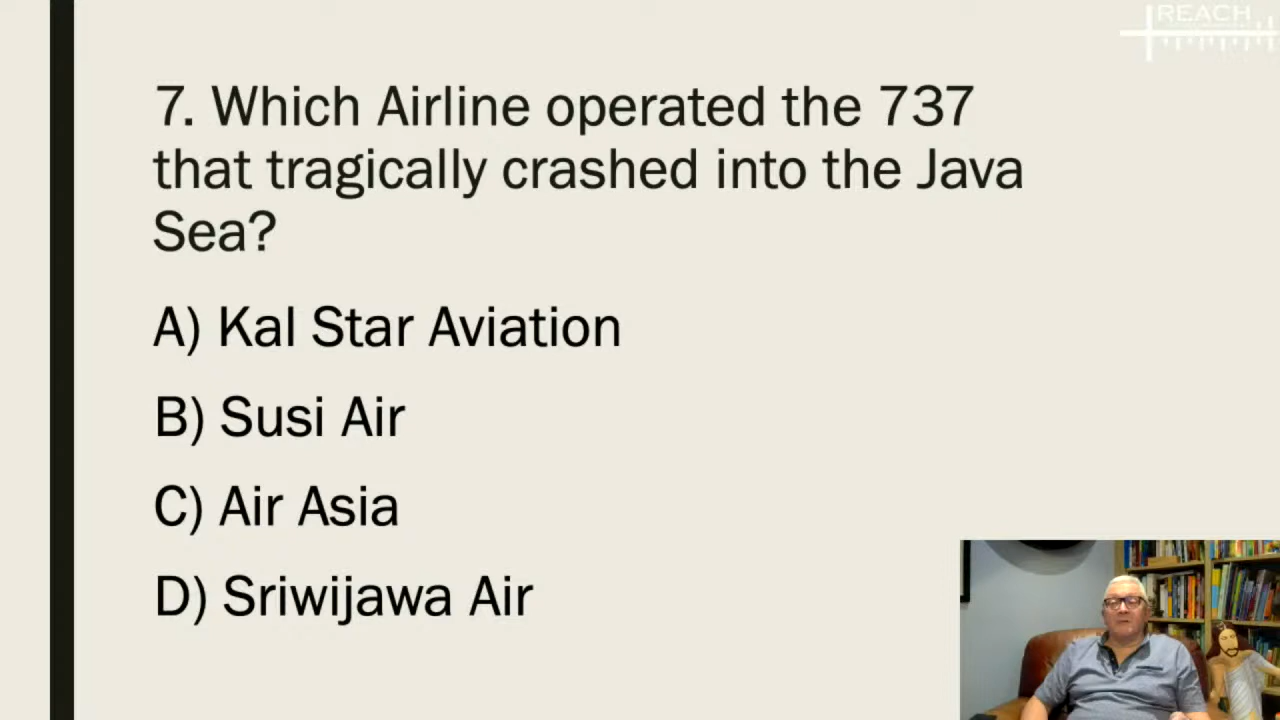 REACH
7. Which Airline operated the 737
that tragically crashed into the Java
Sea?
A) Kal Star Aviation
B) Susi Air
C) Air Asia
D) Sriwijawa Air